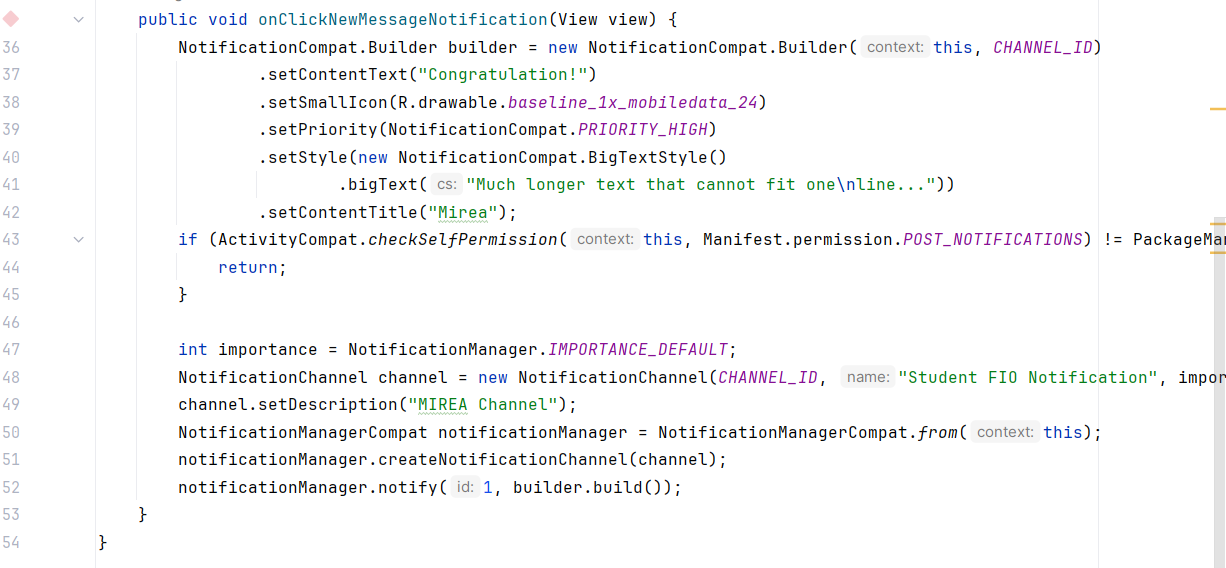 public void onClickNewMessageNotification(View view) {
36 NotificationCompat.Builder builder = new NotificationCompat.Builder( context: this, CHANNEL_ID)
37 .setContentText("Congratulation!")
38 .setSmallIcon(R.drawable.baseline_1x_mobiledata_24)
39 .setPriority(NotificationCompat.PRIORITY_HIGH)
40 .setStyle(new NotificationCompat.BigTextStyle()
41 .bigText( cs: "Much longer text that cannot fit one\nline..."))
42 .setContentTitle("Mirea");
43 if (ActivityCompat.checkSelfPermission( context: this, Manifest.permission.POST_NOTIFICATIONS) != PackageMan
44 return;
45 }
46
47 int importance = NotificationManager.IMPORTANCE_DEFAULT;
48 NotificationChannel channel = new NotificationChannel(CHANNEL_ID, name: "Student FIO Notification", impor
49 channel.setDescription("MIREA Channel");
50 NotificationManagerCompat notificationManager = NotificationManagerCompat.from( context: this);
51 notificationManager.createNotificationChannel(channel);
52 notificationManager.notify( id: 1, builder.build());
53 }
54 }